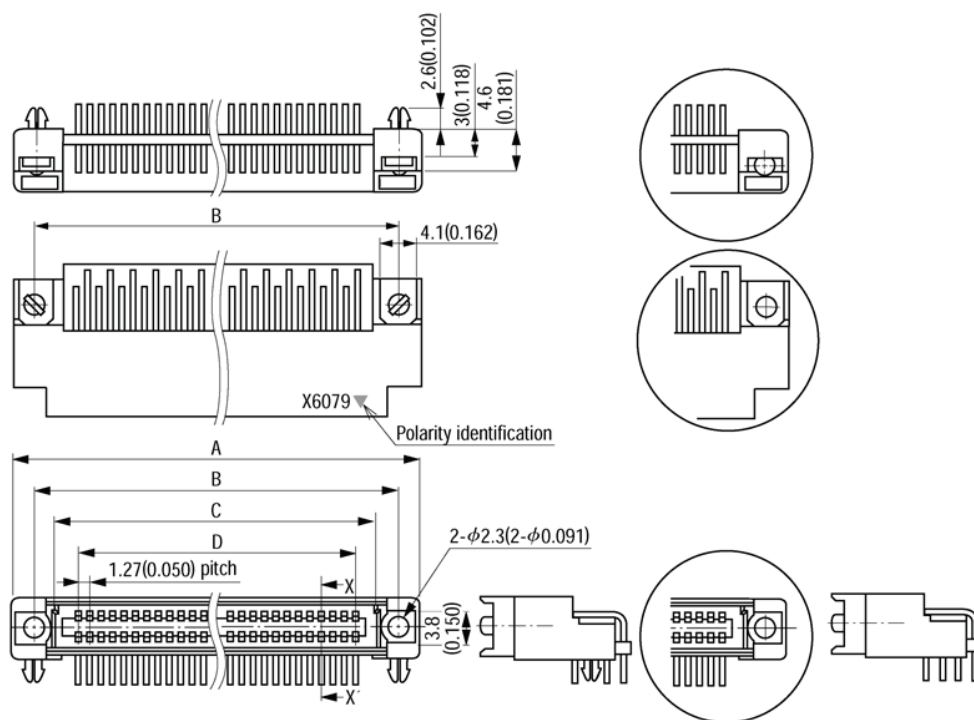 2.6(0.102)
3(0.118)
4.6
(0.181)
B
4.1(0.162)
X6079
Polarity identification
A
B
C
D
2-ϕ2.3(2-ϕ0.091)
1.27(0.050) pitch
X
3.8
(0.150)
X'